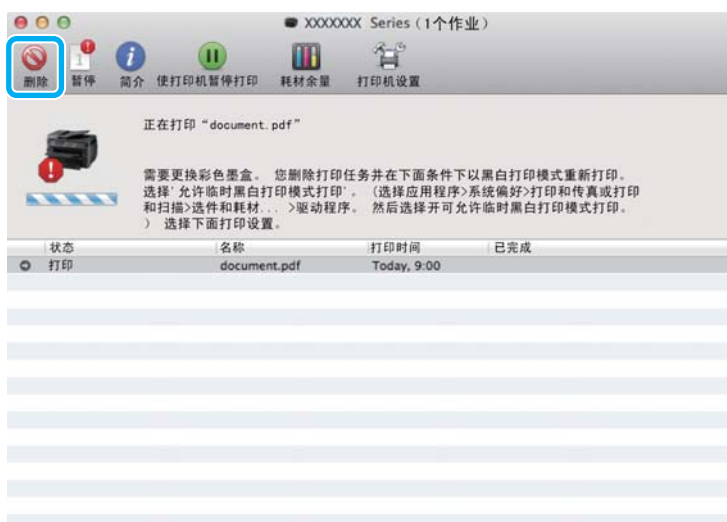 XXXXXXX Series（1个作业）
删除 暂停 简介 使打印机暂停打印 耗材余量 打印机设置
正在打印“document.pdf”
需要更换彩色墨盒。 您删除打印任务并在下面条件下以黑白打印模式重新打印。
选择'允许临时黑白打印模式打印'。（选择应用程序>系统偏好>打印和传真或打印
和扫描>选件和耗材... >驱动程序。 然后选择开可允许临时黑白打印模式打印。
） 选择下面打印设置。
状态 名称 打印时间 已完成
打印 document.pdf Today, 9:00